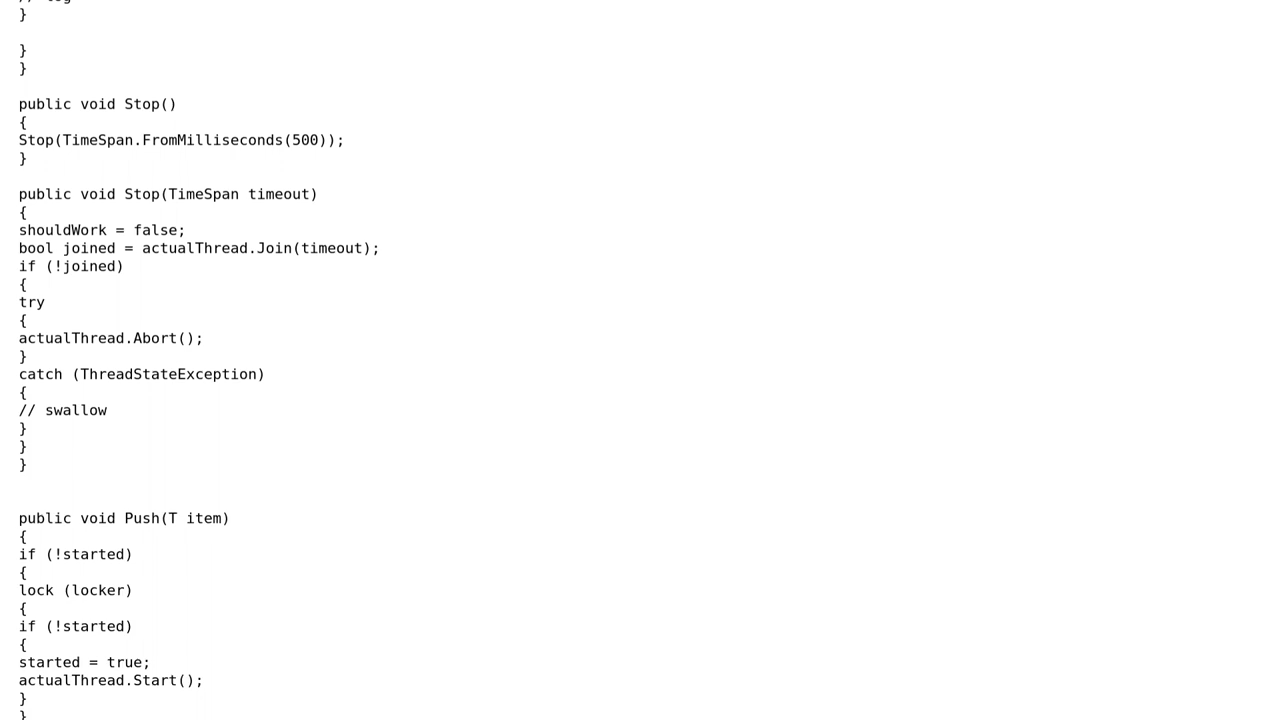 }

}
}

public void Stop()
{
Stop(TimeSpan.FromMilliseconds(500));
}

public void Stop(TimeSpan timeout)
{
shouldWork = false;
bool joined = actualThread.Join(timeout);
if (!joined)
{
try
{
actualThread.Abort();
}
catch (ThreadStateException)
{
// swallow
}
}
}


public void Push(T item)
{
if (!started)
{
lock (locker)
{
if (!started)
{
started = true;
actualThread.Start();
}
}